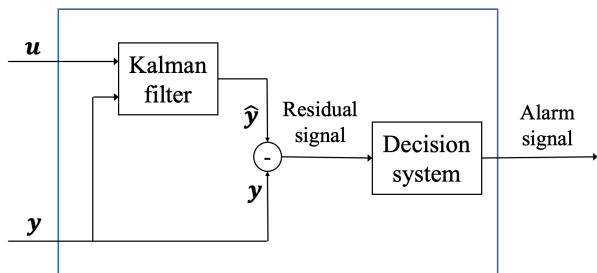 u
Kalman
filter
ŷ
Residual
signal
-
Decision
system
Alarm
signal
y
y